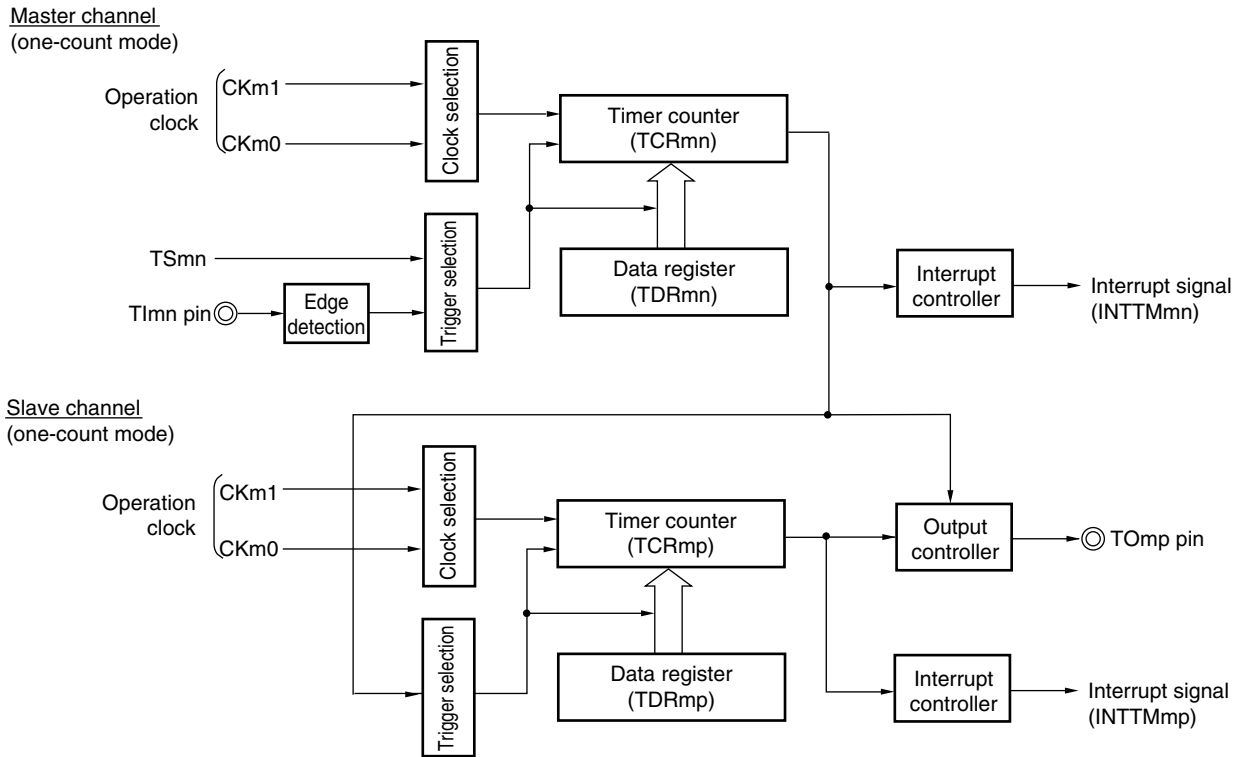 Master channel
(one-count mode)
Operation
clock
CKm1
CKm0
Clock selection
Timer counter
(TCRmn)
TSmn
TImn pin
Edge
detection
Trigger selection
Data register
(TDRmn)
Interrupt
controller
Interrupt signal
(INTTMmn)
Slave channel
(one-count mode)
Operation
clock
CKm1
CKm0
Clock selection
Timer counter
(TCRmp)
Output
controller
TOmp pin
Trigger selection
Data register
(TDRmp)
Interrupt
controller
Interrupt signal
(INTTMmp)